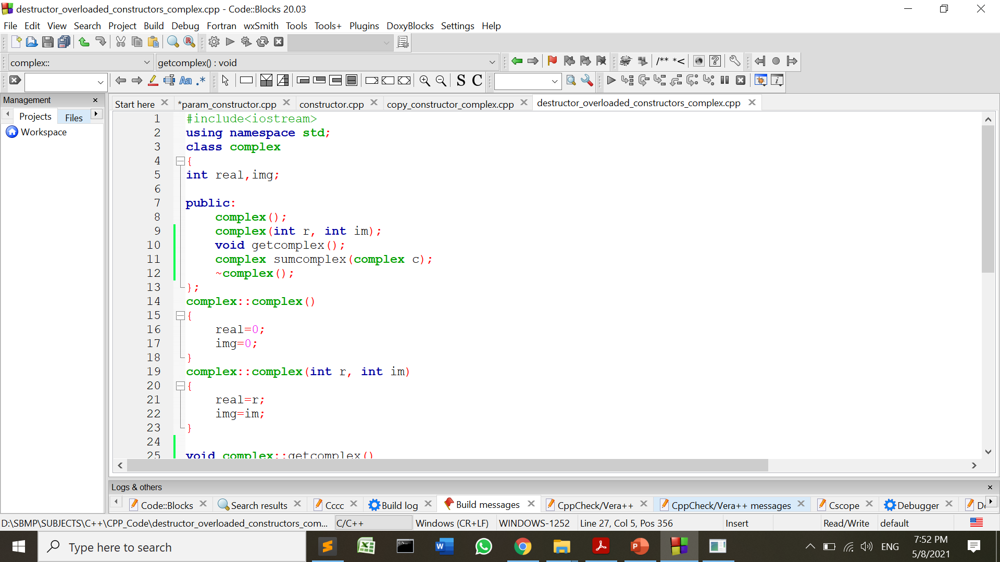 destructor_overloaded_constructors_complex.cpp - Code::Blocks 20.03
File Edit View Search Project Build Debug Fortran wxSmith Tools Tools+ Plugins DoxyBlocks Settings Help
complex:: getcomplex() : void /** *<
Aa .* S C
Management
Start here *param_constructor.cpp constructor.cpp copy_constructor_complex.cpp destructor_overloaded_constructors_complex.cpp
Projects Files
Workspace
1 #include<iostream>
2 using namespace std;
3 class complex
4 {
5 int real,img;
6
7 public:
8 complex();
9 complex(int r, int im);
10 void getcomplex();
11 complex sumcomplex(complex c);
12 ~complex();
13 };
14 complex::complex()
15 {
16 real=0;
17 img=0;
18 }
19 complex::complex(int r, int im)
20 {
21 real=r;
22 img=im;
23 }
24
25 void complex::getcomplex()
Logs & others
Code::Blocks Search results Cccc Build log Build messages CppCheck/Vera++ CppCheck/Vera++ messages Cscope Debugger
D:\SBMP\SUBJECTS\C++\CPP_Code\destructor_overloaded_constructors_com... C/C++ Windows (CR+LF) WINDOWS-1252 Line 27, Col 5, Pos 356 Insert Read/Write default
Type here to search ENG 7:52 PM
5/8/2021